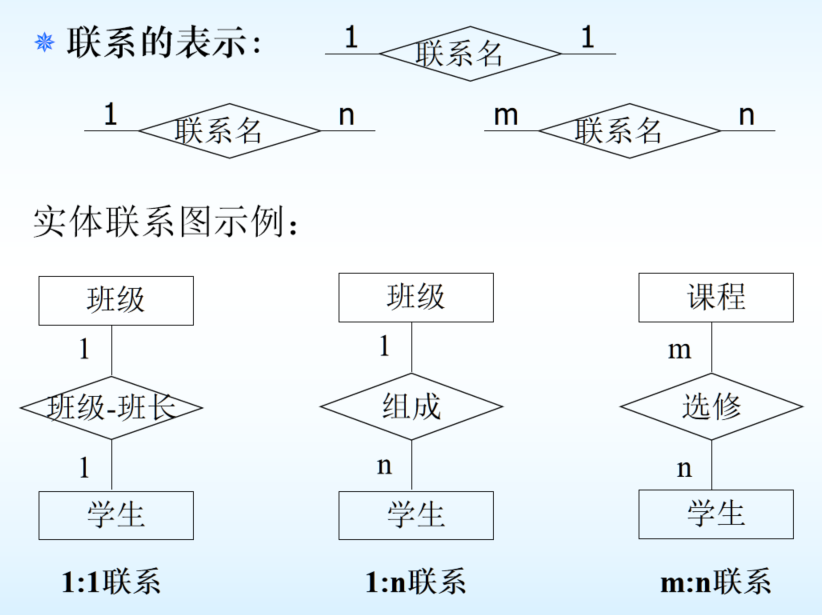 ✵ 联系的表示:
1 联系名 1
1 联系名 n
m 联系名 n
实体联系图示例:
班级 班级 课程
1 1 m
班级-班长 组成 选修
1 n n
学生 学生 学生
1:1联系 1:n联系 m:n联系